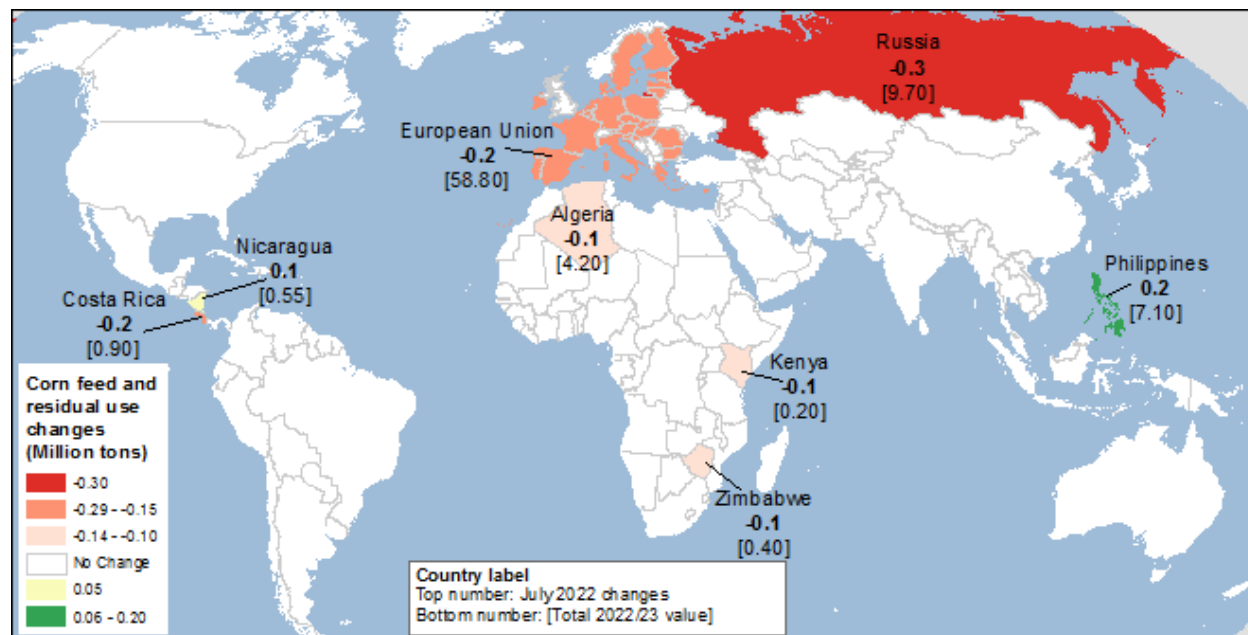 Russia
-0.3
[9.70]
European Union
-0.2
[58.80]
Algeria
-0.1
[4.20]
Nicaragua
0.1
[0.55]
Costa Rica
-0.2
[0.90]
Philippines
0.2
[7.10]
Kenya
-0.1
[0.20]
Zimbabwe
-0.1
[0.40]
Corn feed and
residual use
changes
(Million tons)
-0.30
-0.29 - -0.15
-0.14 - -0.10
No Change
0.05
0.06 - 0.20
Country label
Top number: July 2022 changes
Bottom number: [Total 2022/23 value]